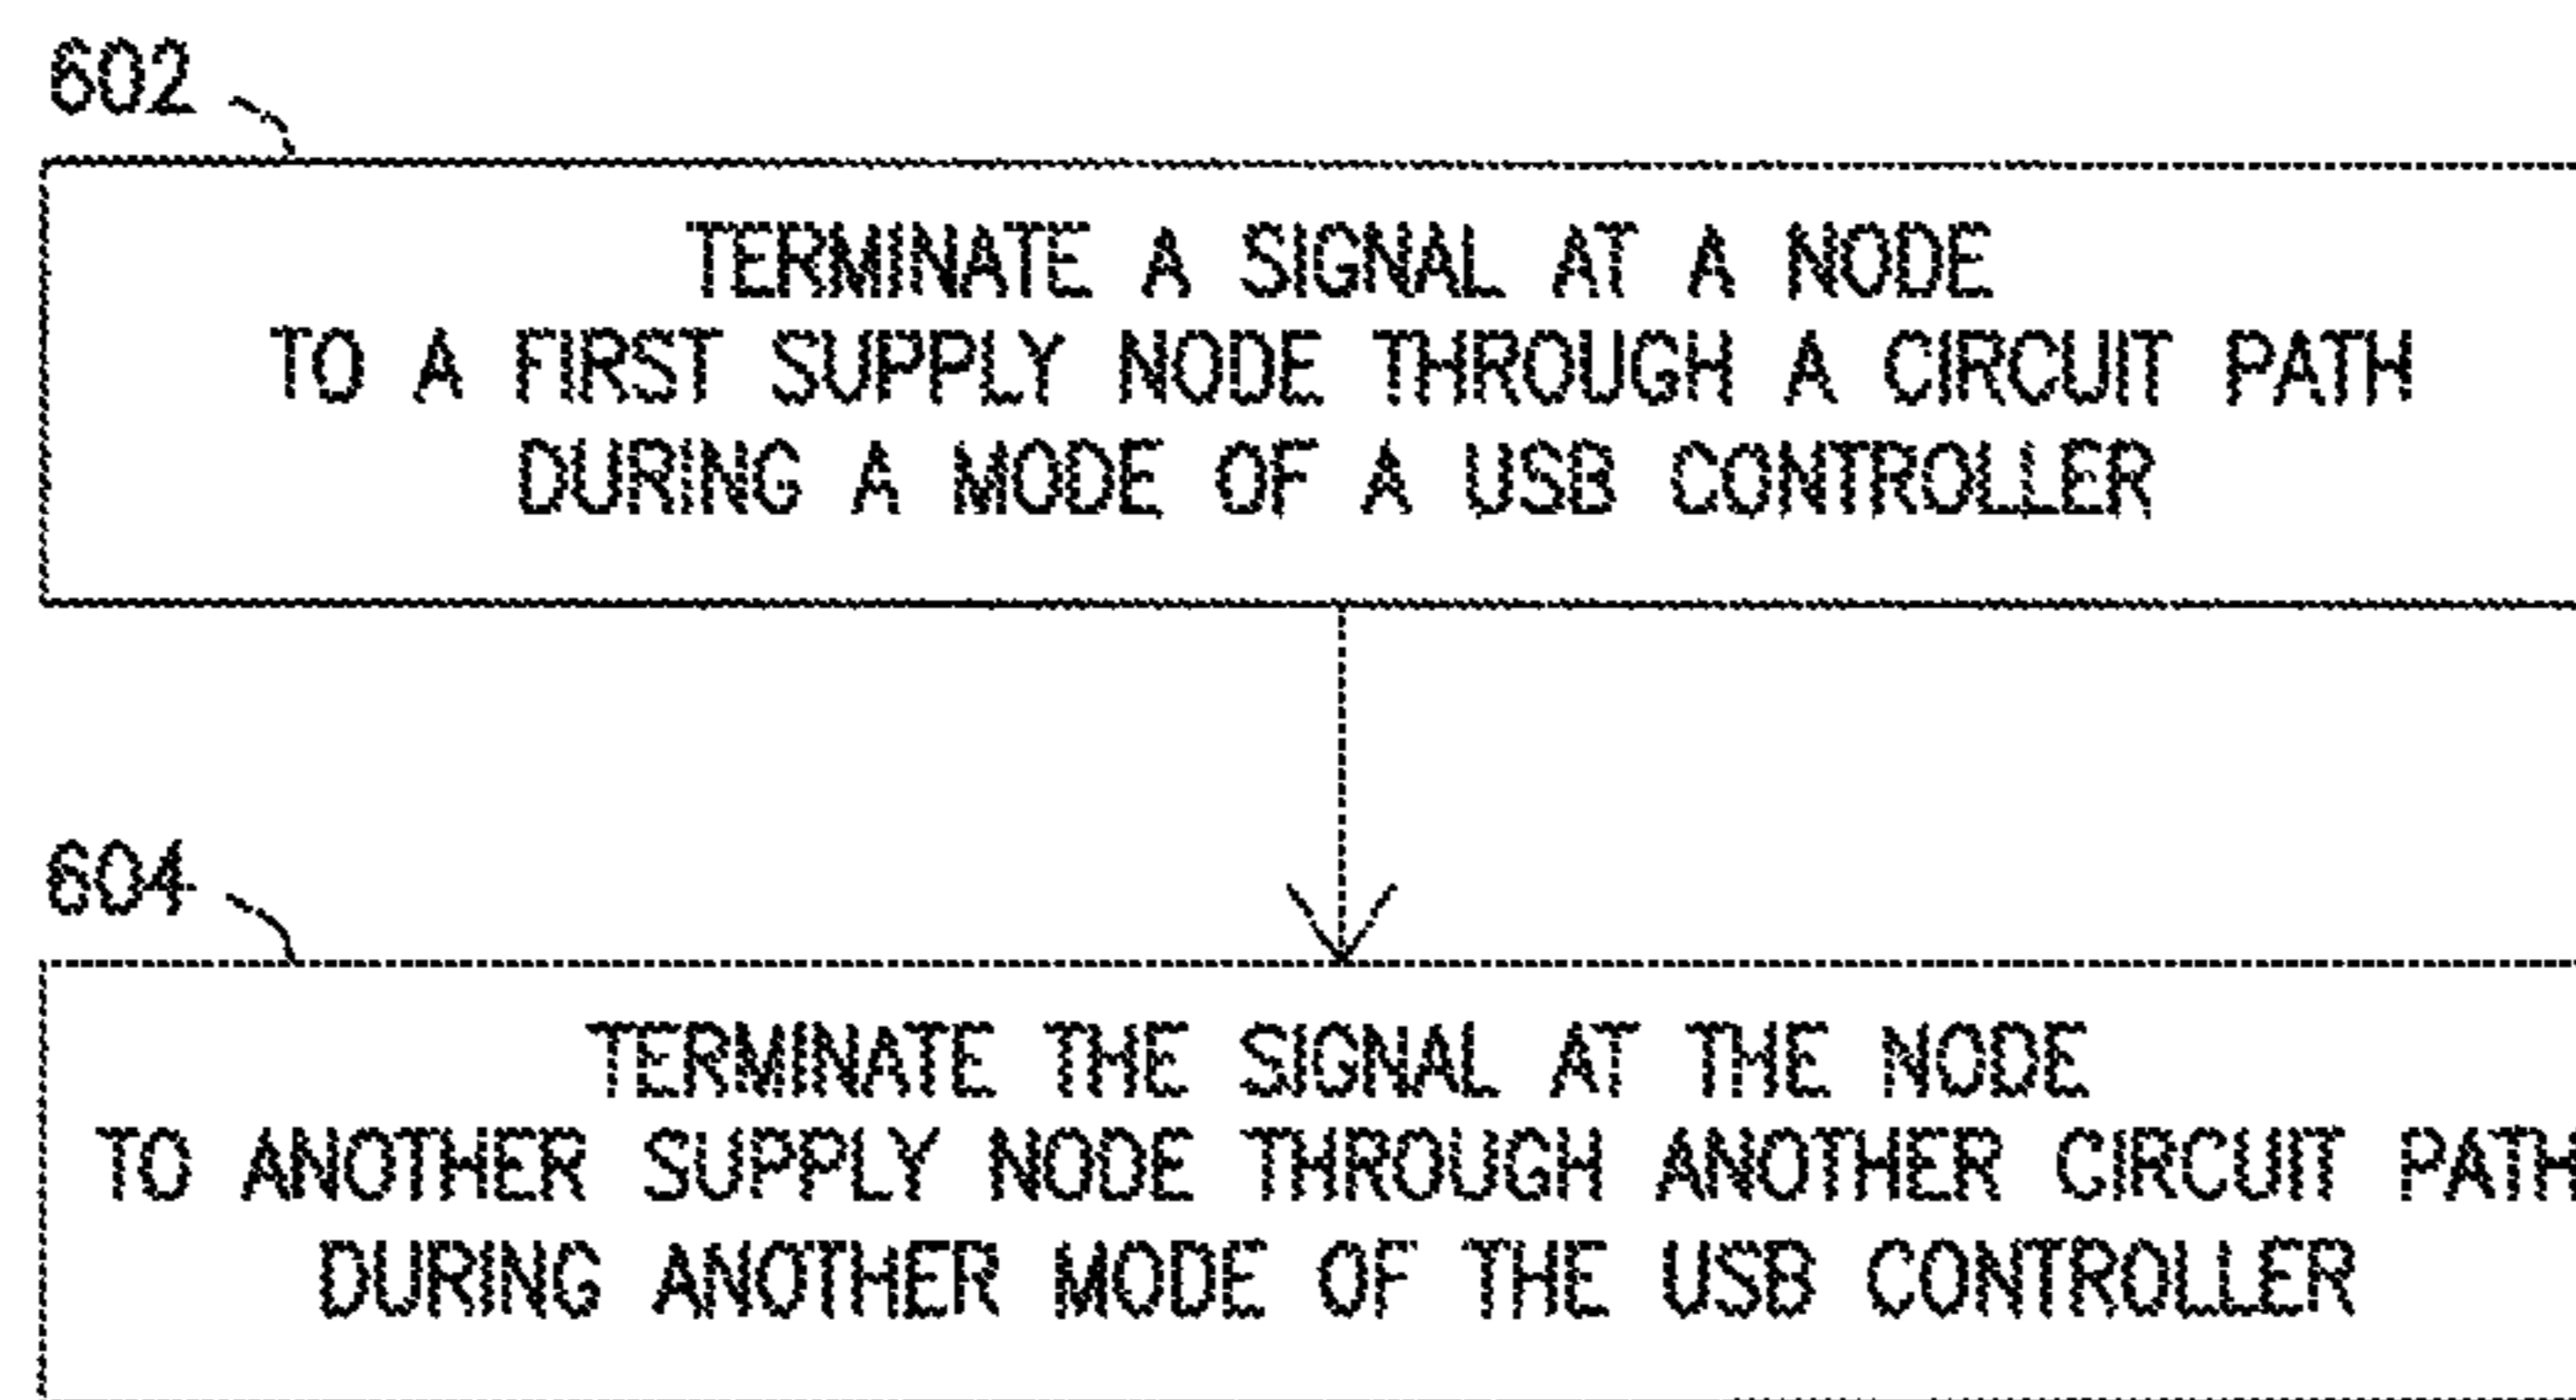 602
TERMINATE A SIGNAL AT A NODE
TO A FIRST SUPPLY NODE THROUGH A CIRCUIT PATH
DURING A MODE OF A USB CONTROLLER
604
TERMINATE THE SIGNAL AT THE NODE
TO ANOTHER SUPPLY NODE THROUGH ANOTHER CIRCUIT PATH
DURING ANOTHER MODE OF THE USB CONTROLLER